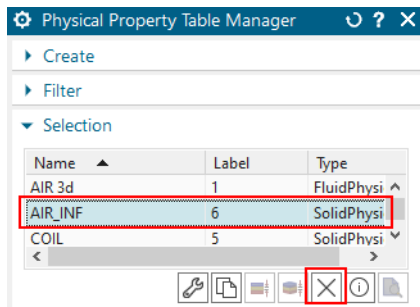 Physical Property Table Manager
Create
Filter
Selection
Name Label Type
AIR 3d 1 FluidPhysi
AIR_INF 6 SolidPhysi
COIL 5 SolidPhysi